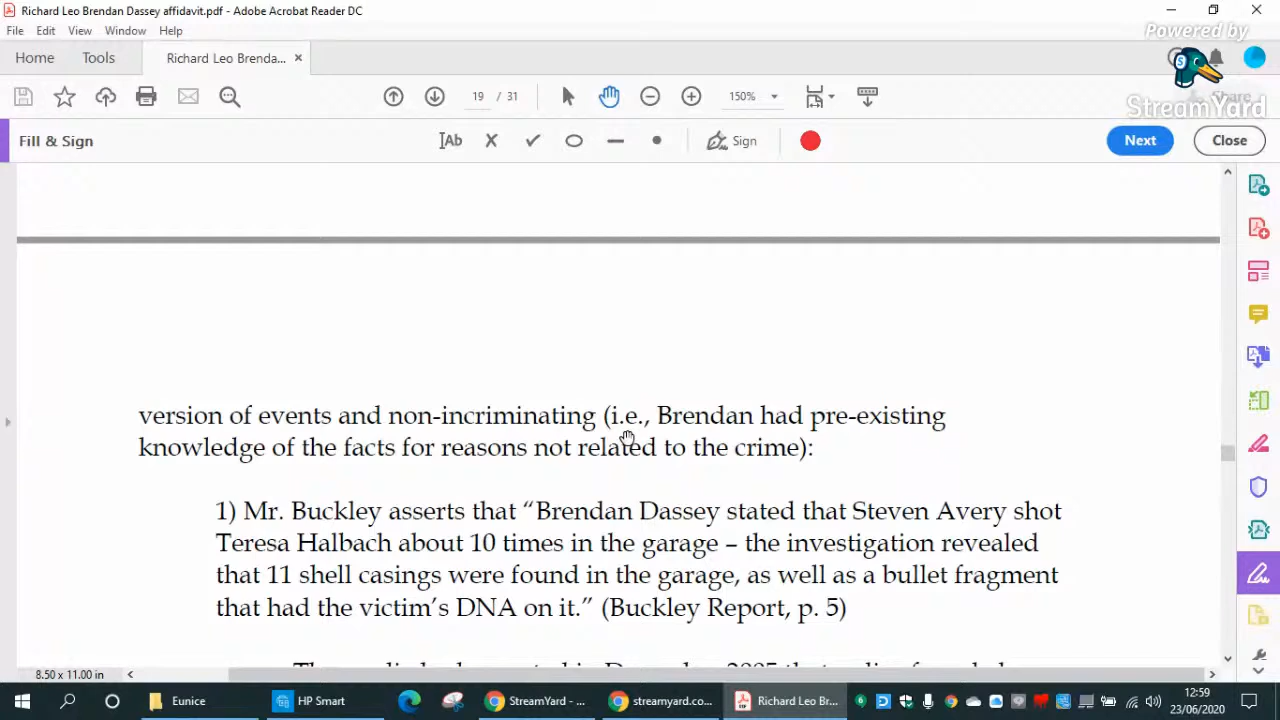 Richard Leo Brendan Dassey affidavit.pdf - Adobe Acrobat Reader DC
File Edit View Window Help
Powered by
Home Tools Richard Leo Brenda... ×
StreamYard
19 / 31 150% Share
Fill & Sign Ab Sign Next Close
version of events and non-incriminating (i.e., Brendan had pre-existing
knowledge of the facts for reasons not related to the crime):
1) Mr. Buckley asserts that “Brendan Dassey stated that Steven Avery shot
Teresa Halbach about 10 times in the garage – the investigation revealed
that 11 shell casings were found in the garage, as well as a bullet fragment
that had the victim’s DNA on it.” (Buckley Report, p. 5)
8.50 x 11.00 in
Eunice HP Smart StreamYard - ... streamyard.co... Richard Leo Br... 12:59
23/06/2020